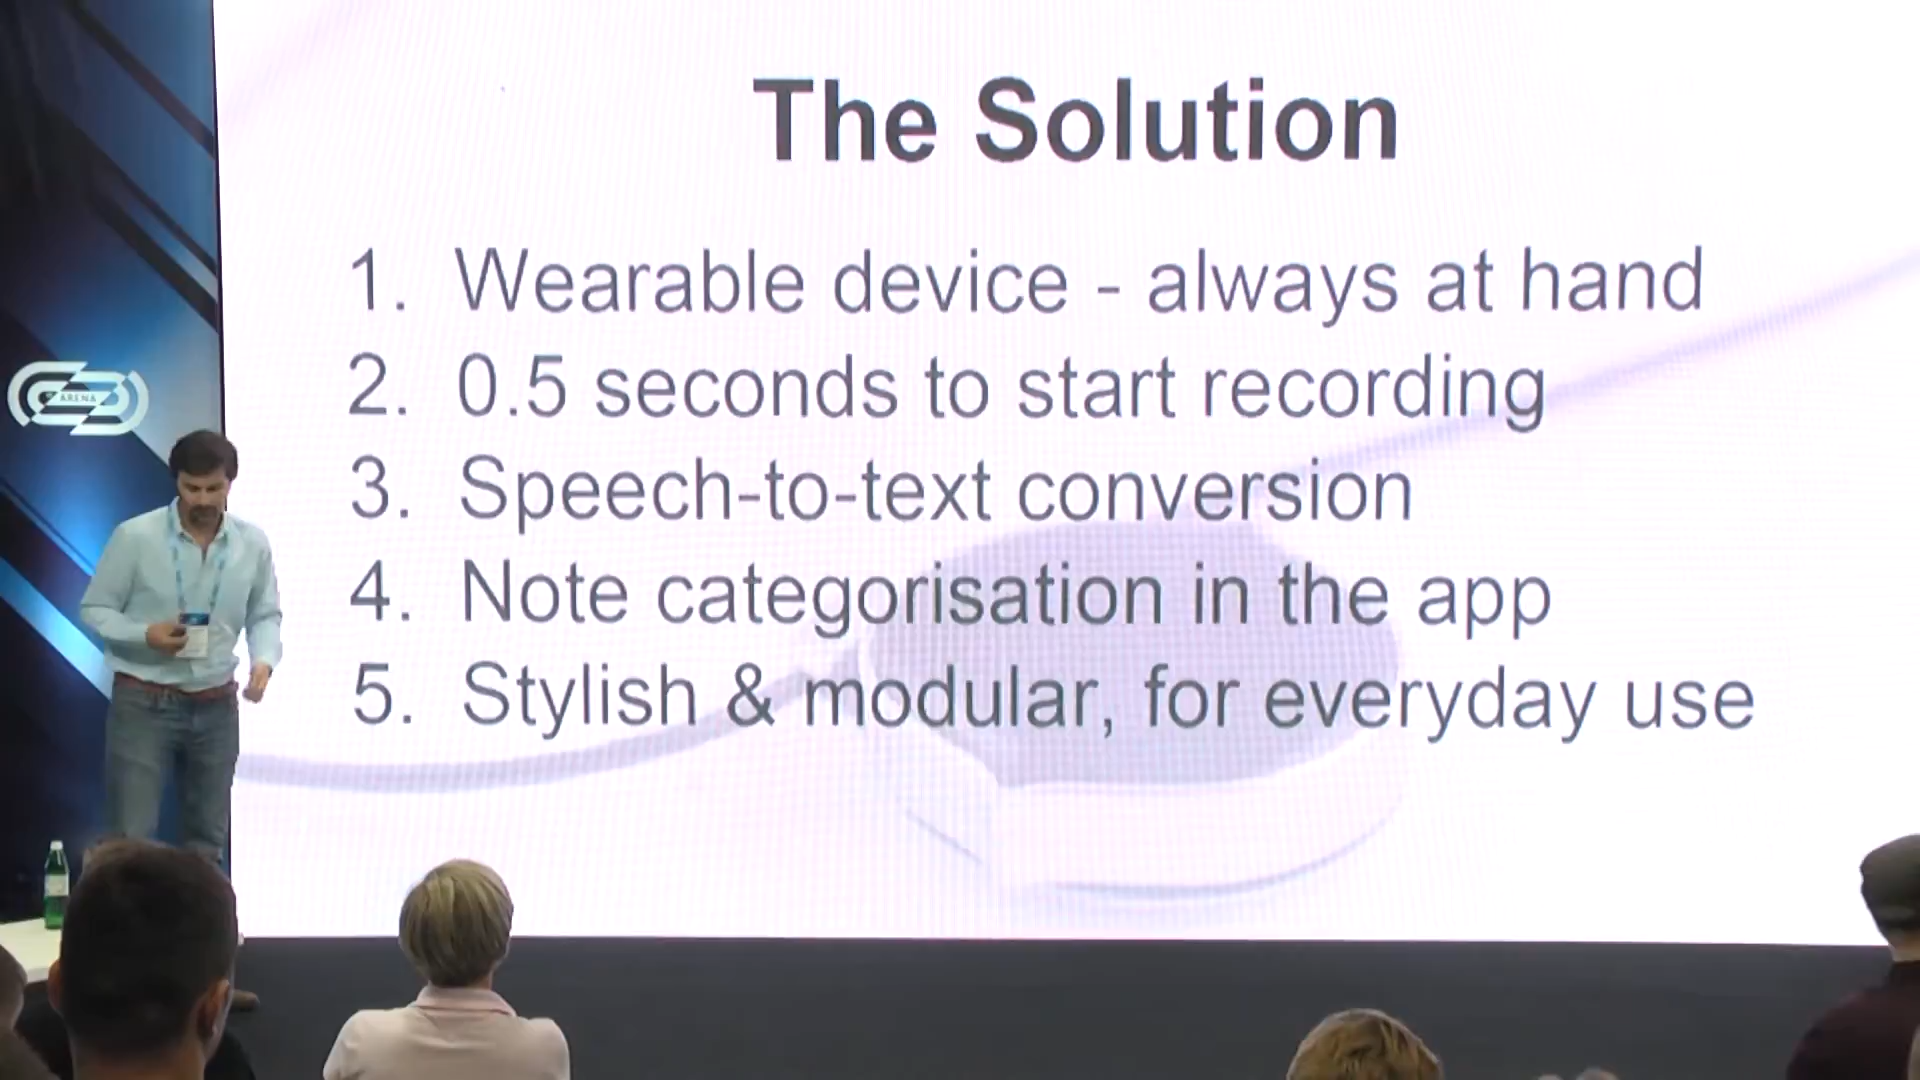 The Solution
1. Wearable device - always at hand
2. 0.5 seconds to start recording
3. Speech-to-text conversion
4. Note categorisation in the app
5. Stylish & modular, for everyday use
ARENA